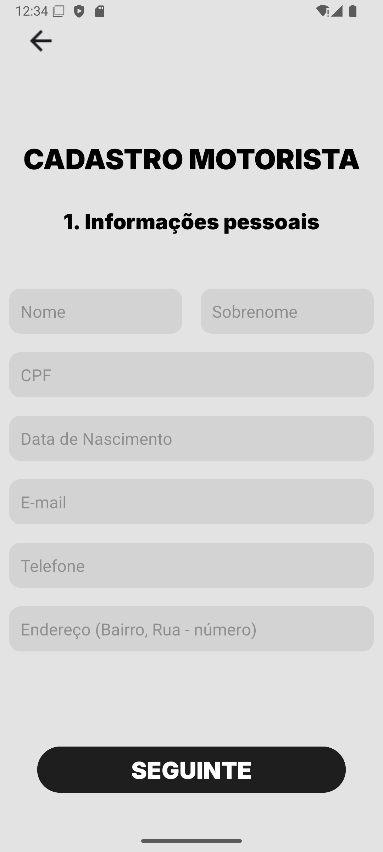 12:34
CADASTRO MOTORISTA
1. Informações pessoais
Nome Sobrenome
CPF
Data de Nascimento
E-mail
Telefone
Endereço (Bairro, Rua - número)
SEGUINTE